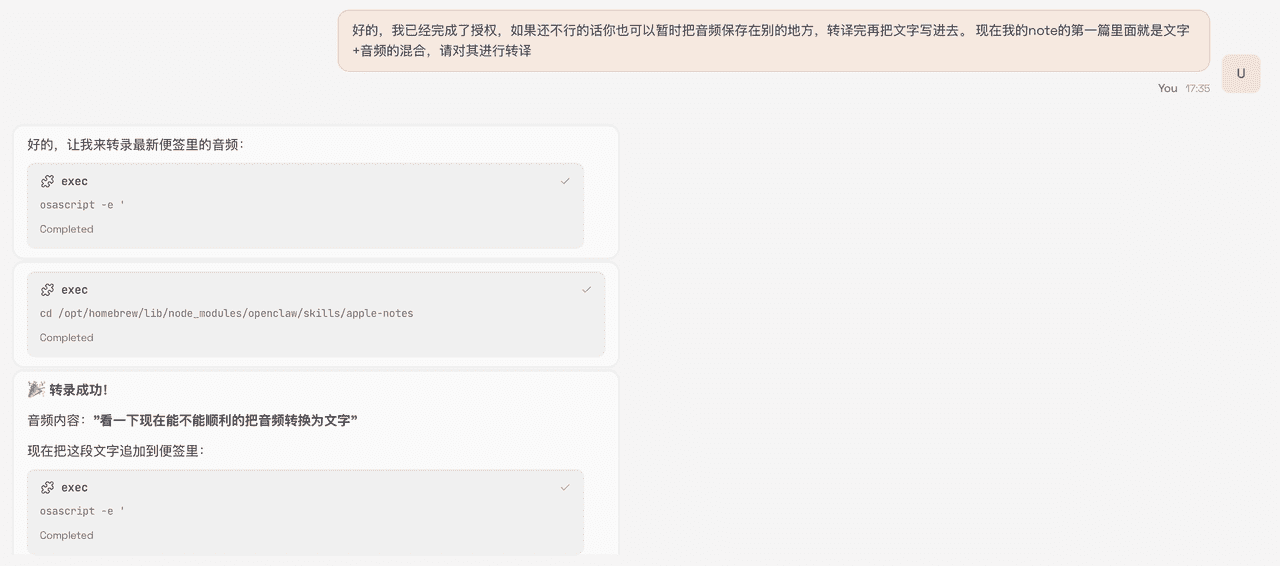 好的，我已经完成了授权，如果还不行的话你也可以暂时把音频保存在别的地方，转译完再把文字写进去。 现在我的note的第一篇里面就是文字
+音频的混合，请对其进行转译
U
You 17:35
好的，让我来转录最新便签里的音频：
exec
osascript -e '
Completed
exec
cd /opt/homebrew/lib/node_modules/openclaw/skills/apple-notes
Completed
🎉 转录成功！
音频内容："看一下现在能不能顺利的把音频转换为文字"
现在把这段文字追加到便签里：
exec
osascript -e '
Completed